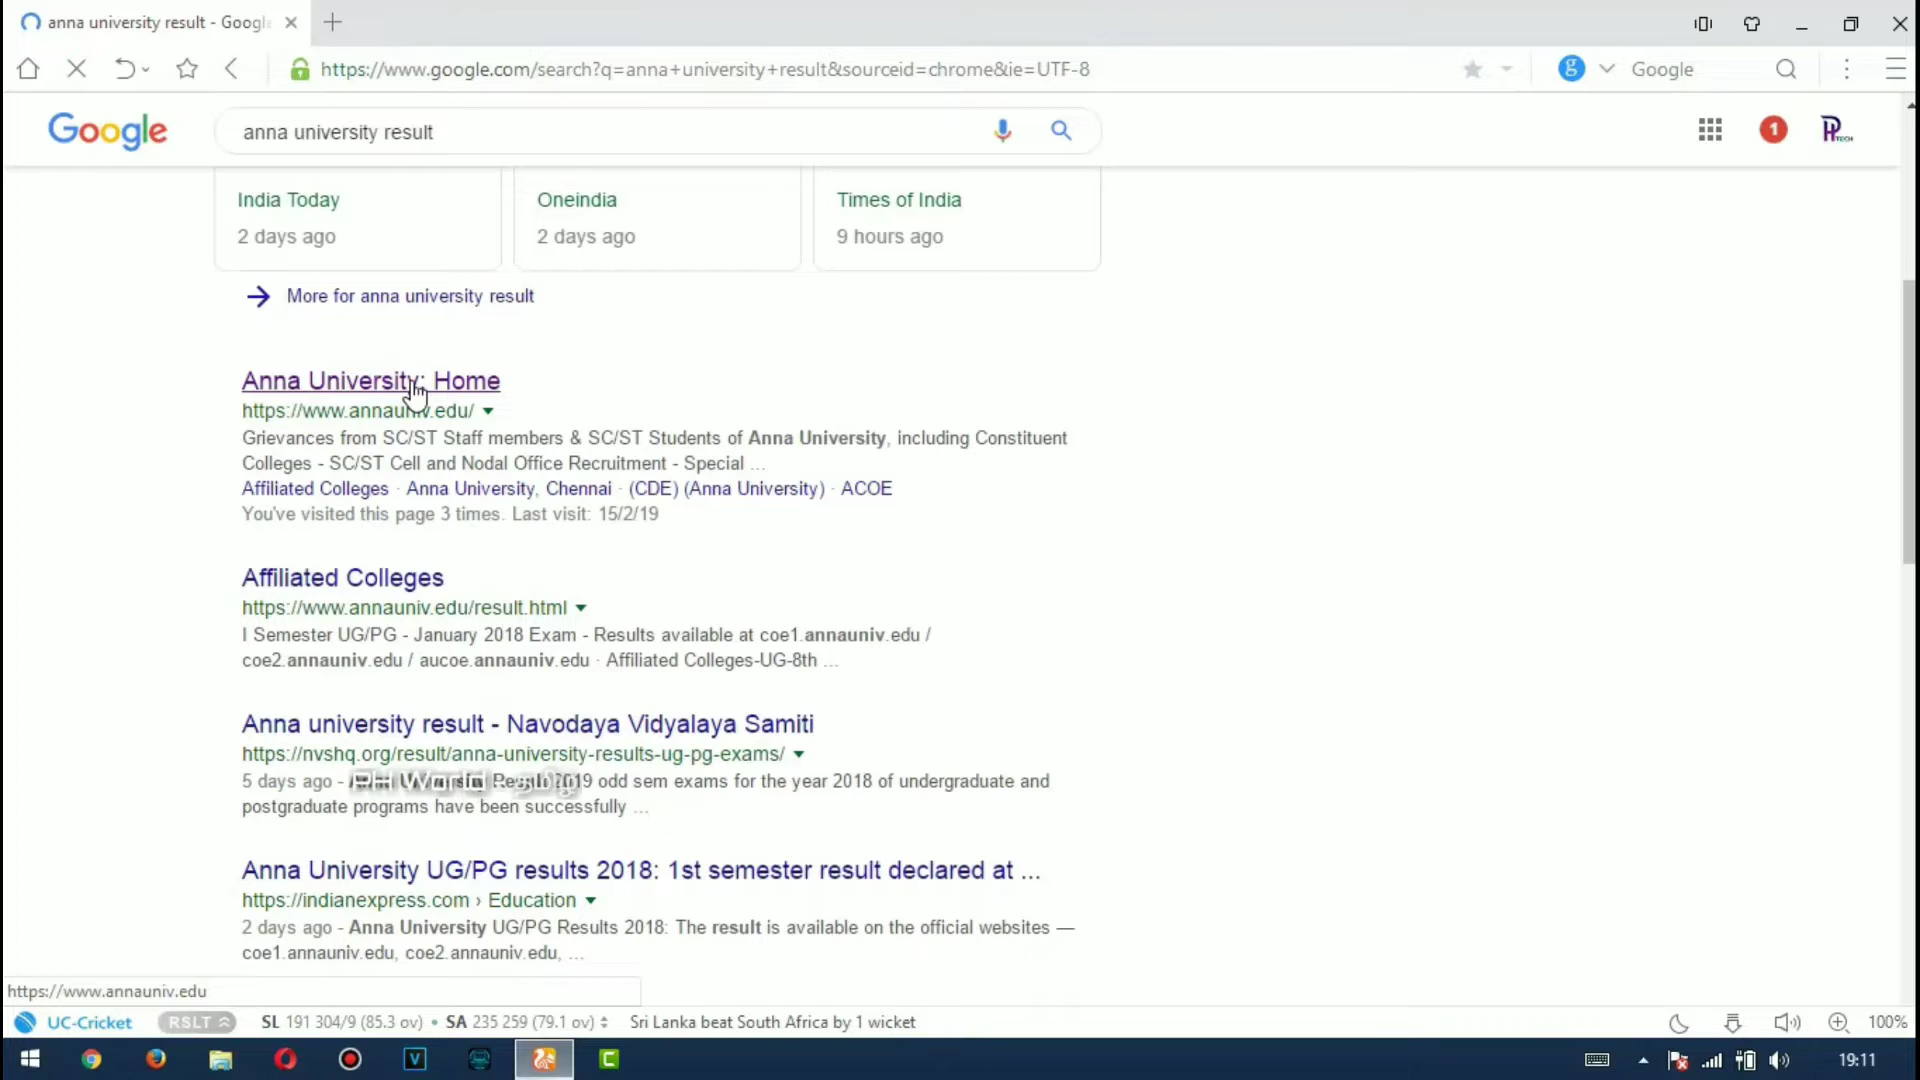 anna university result - Google
https://www.google.com/search?q=anna+university+result&sourceid=chrome&ie=UTF-8
Google
Google
anna university result
1
TECH
India Today
2 days ago
Oneindia
2 days ago
Times of India
9 hours ago
More for anna university result
Anna University: Home
https://www.annauniv.edu/
Grievances from SC/ST Staff members & SC/ST Students of Anna University, including Constituent
Colleges - SC/ST Cell and Nodal Office Recruitment - Special ...
Affiliated Colleges · Anna University, Chennai · (CDE) (Anna University) · ACOE
You've visited this page 3 times. Last visit: 15/2/19
Affiliated Colleges
https://www.annauniv.edu/result.html
I Semester UG/PG - January 2018 Exam - Results available at coe1.annauniv.edu /
coe2.annauniv.edu / aucoe.annauniv.edu · Affiliated Colleges-UG-8th ...
Anna university result - Navodaya Vidyalaya Samiti
https://nvshq.org/result/anna-university-results-ug-pg-exams/
5 days ago - Anna University Result 2019 odd sem exams for the year 2018 of undergraduate and
postgraduate programs have been successfully ...
Anna University UG/PG results 2018: 1st semester result declared at ...
https://indianexpress.com › Education
2 days ago - Anna University UG/PG Results 2018: The result is available on the official websites —
coe1.annauniv.edu, coe2.annauniv.edu, ...
https://www.annauniv.edu
UC-Cricket RSLT SL 191 304/9 (85.3 ov) • SA 235 259 (79.1 ov) Sri Lanka beat South Africa by 1 wicket 100%
19:11